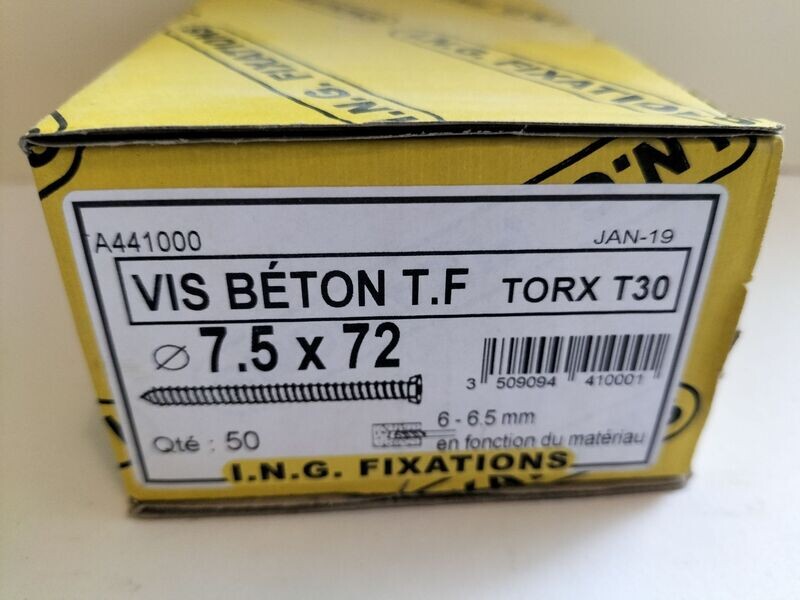 I.N.G. FIXATIONS
I.N.G. FIXATIONS
A441000
JAN-19
VIS BÉTON T.F TORX T30
Ø 7.5 x 72
3 509094 410001
Qté : 50
6 - 6.5 mm
en fonction du matériau
I.N.G. FIXATIONS